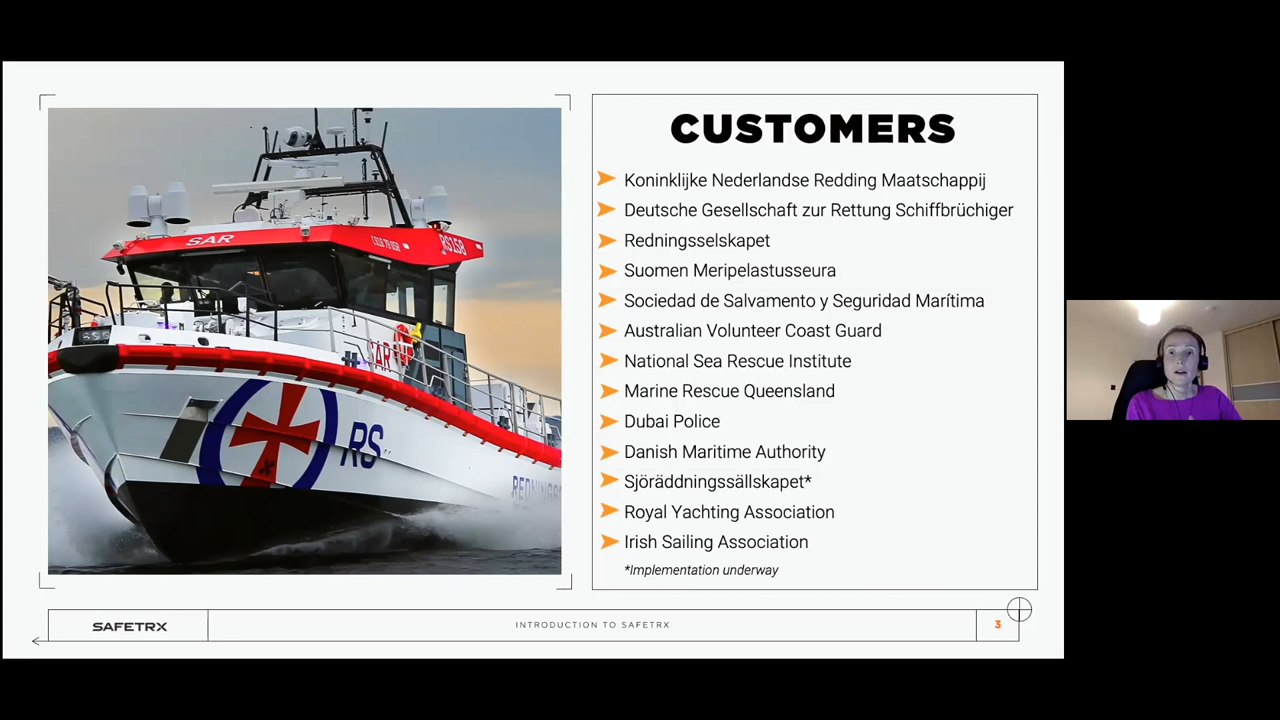 SAR
RS158
SAR
RS
CUSTOMERS
Koninklijke Nederlandse Redding Maatschappij
Deutsche Gesellschaft zur Rettung Schiffbrüchiger
Redningsselskapet
Suomen Meripelastusseura
Sociedad de Salvamento y Seguridad Marítima
Australian Volunteer Coast Guard
National Sea Rescue Institute
Marine Rescue Queensland
Dubai Police
Danish Maritime Authority
Sjöräddningssällskapet*
Royal Yachting Association
Irish Sailing Association
*Implementation underway
SAFETRX
INTRODUCTION TO SAFETRX
3